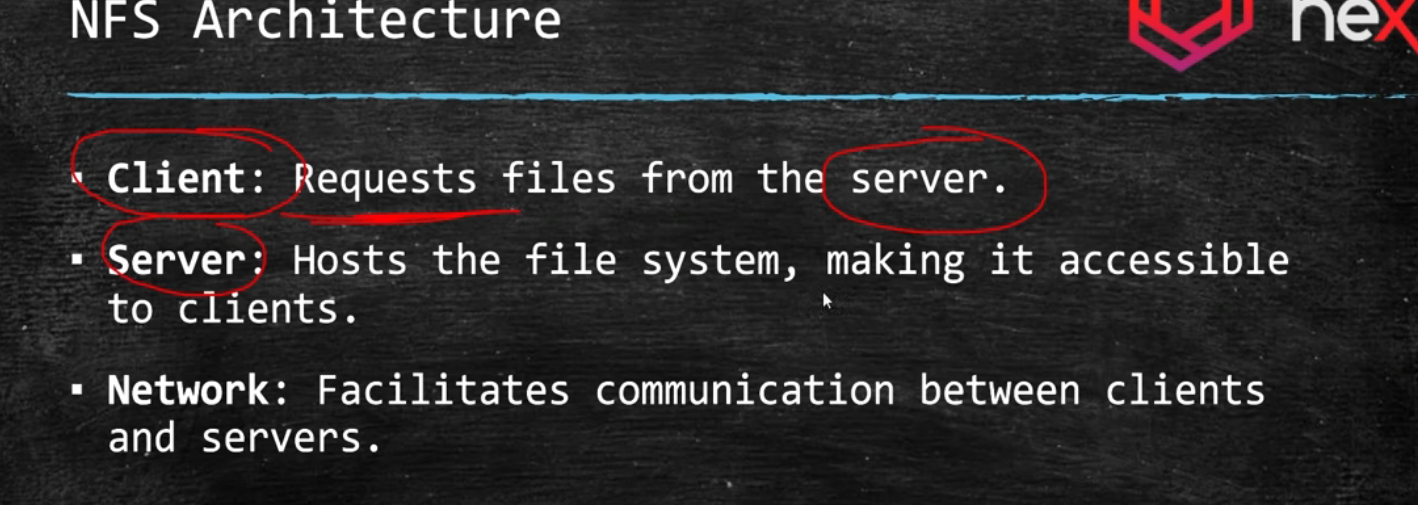 NFS Architecture
nex
▪ Client: Requests files from the server.
▪ Server: Hosts the file system, making it accessible
to clients.
▪ Network: Facilitates communication between clients
and servers.